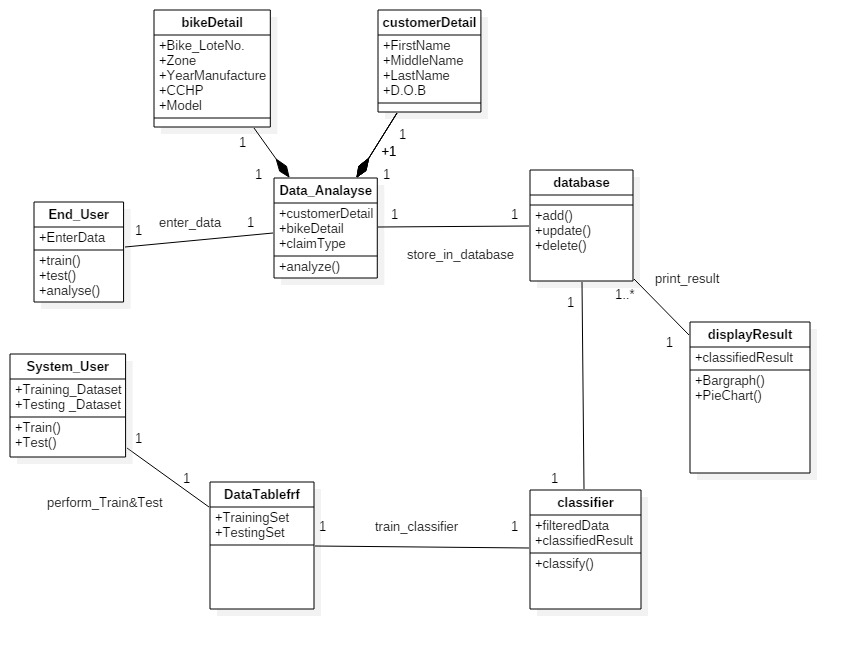 bikeDetail
+Bike_LoteNo.
+Zone
+YearManufacture
+CCHP
+Model
customerDetail
+FirstName
+MiddleName
+LastName
+D.O.B
1
1
+1
1
1
Data_Analayse
+customerDetail
+bikeDetail
+claimType
+analyze()
End_User
+EnterData
+train()
+test()
+analyse()
1
enter_data
1
1
1
store_in_database
database
+add()
+update()
+delete()
1
1..*
print_result
1
displayResult
+classifiedResult
+Bargraph()
+PieChart()
System_User
+Training_Dataset
+Testing _Dataset
+Train()
+Test()
1
1
perform_Train&Test
DataTablefrf
+TrainingSet
+TestingSet
1
train_classifier
1
1
classifier
+filteredData
+classifiedResult
+classify()